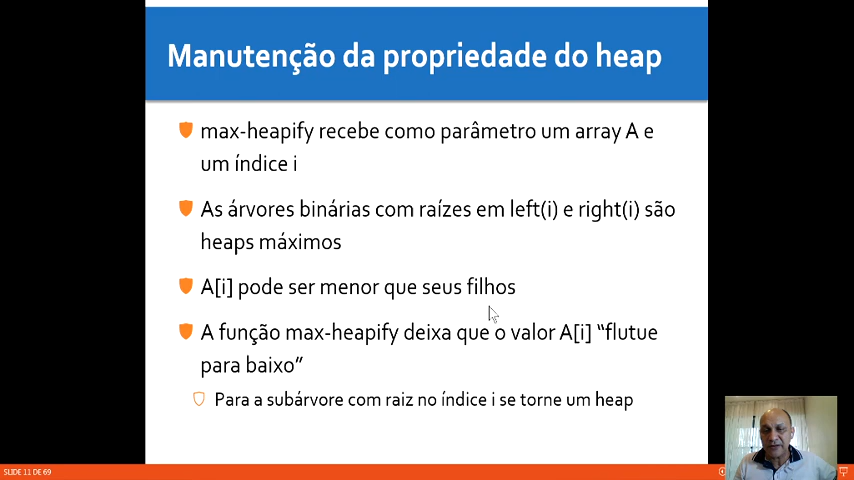 Manutenção da propriedade do heap
max-heapify recebe como parâmetro um array A e
um índice i
As árvores binárias com raízes em left(i) e right(i) são
heaps máximos
A[i] pode ser menor que seus filhos
A função max-heapify deixa que o valor A[i] “flutue
para baixo”
Para a subárvore com raiz no índice i se torne um heap
SLIDE 11 DE 69